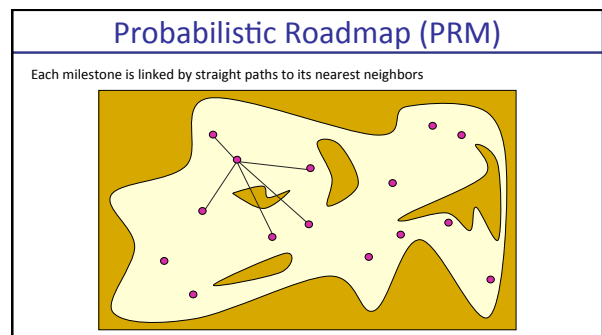 Probabilistic Roadmap (PRM)
Each milestone is linked by straight paths to its nearest neighbors